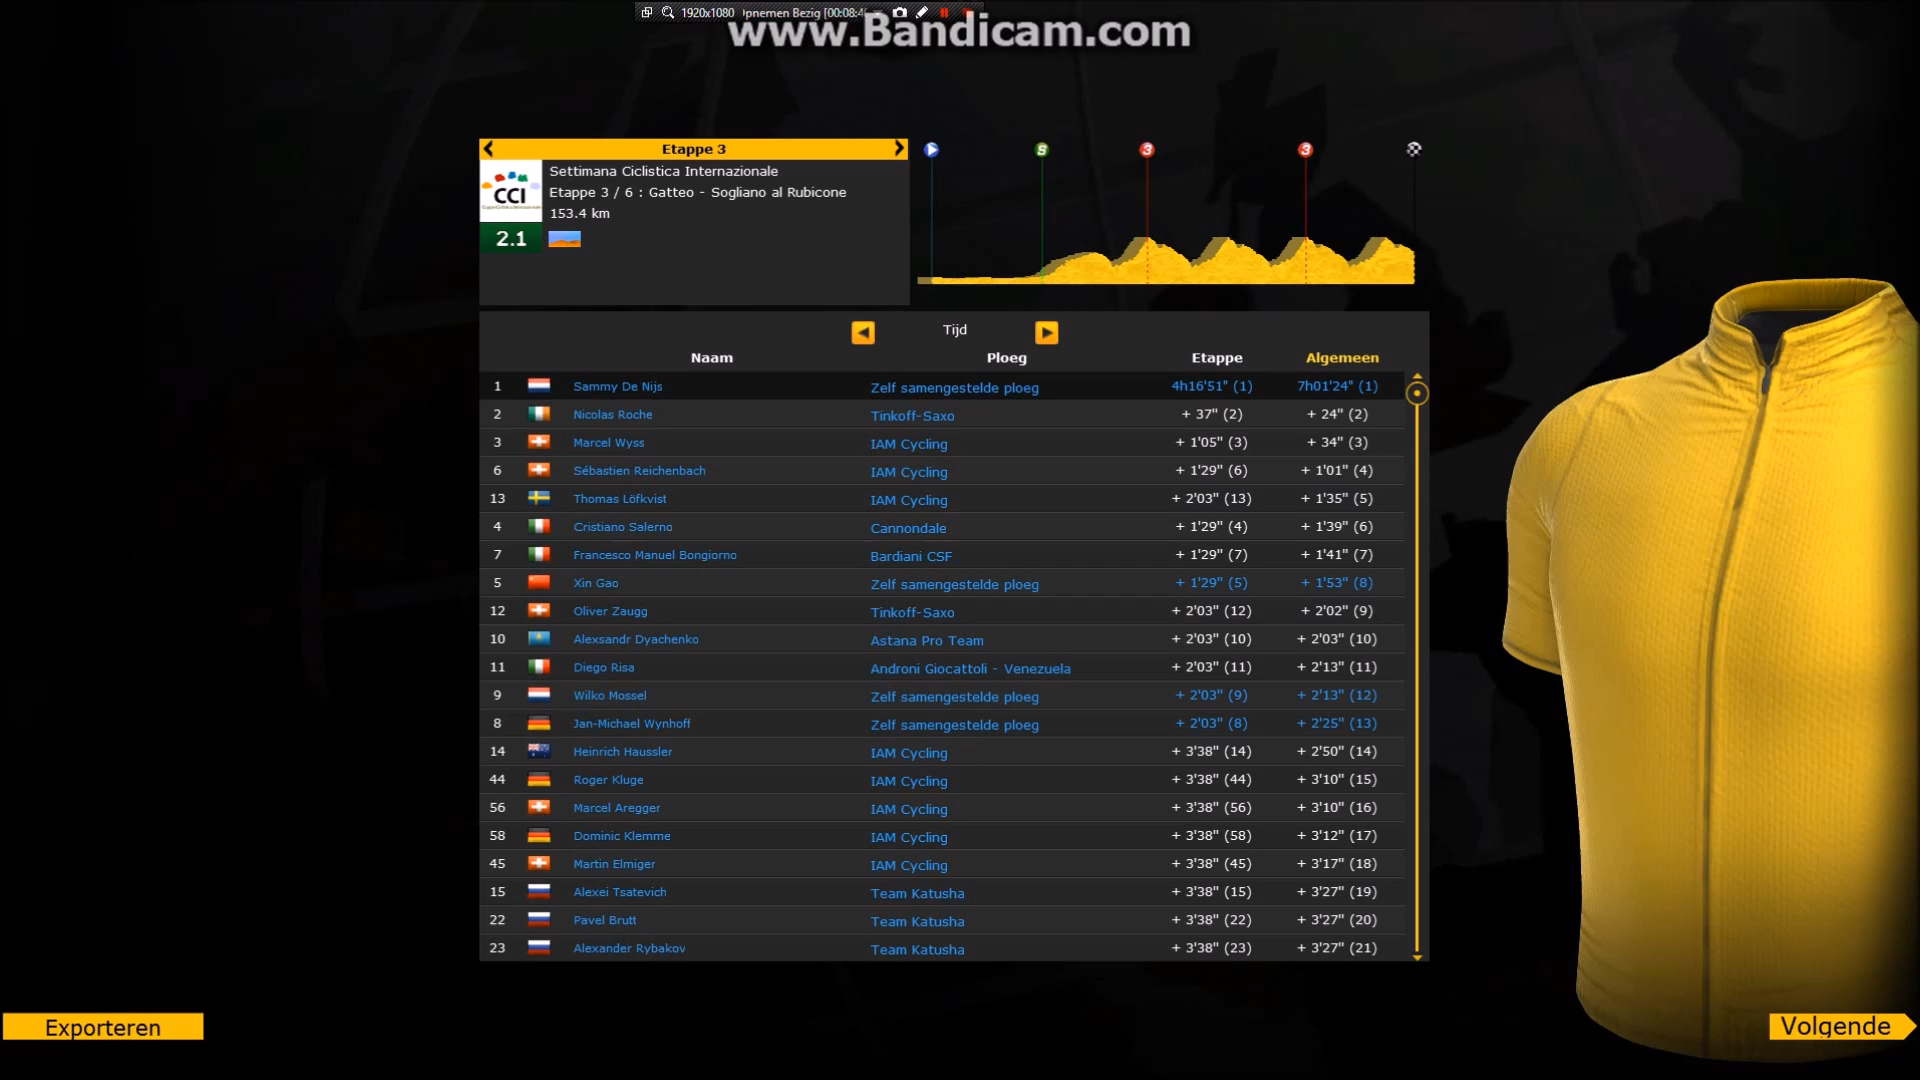 1920x1080 Opnemen Bezig [00:08:4
www.Bandicam.com
Etappe 3
Settimana Ciclistica Internazionale
CCI
Etappe 3 / 6 : Gatteo - Sogliano al Rubicone
153.4 km
2.1
S 3 3
Tijd
Naam Ploeg Etappe Algemeen
1 Sammy De Nijs Zelf samengestelde ploeg 4h16'51" (1) 7h01'24" (1)
2 Nicolas Roche Tinkoff-Saxo + 37" (2) + 24" (2)
3 Marcel Wyss IAM Cycling + 1'05" (3) + 34" (3)
6 Sébastien Reichenbach IAM Cycling + 1'29" (6) + 1'01" (4)
13 Thomas Löfkvist IAM Cycling + 2'03" (13) + 1'35" (5)
4 Cristiano Salerno Cannondale + 1'29" (4) + 1'39" (6)
7 Francesco Manuel Bongiorno Bardiani CSF + 1'29" (7) + 1'41" (7)
5 Xin Gao Zelf samengestelde ploeg + 1'29" (5) + 1'53" (8)
12 Oliver Zaugg Tinkoff-Saxo + 2'03" (12) + 2'02" (9)
10 Alexsandr Dyachenko Astana Pro Team + 2'03" (10) + 2'03" (10)
11 Diego Risa Androni Giocattoli - Venezuela + 2'03" (11) + 2'13" (11)
9 Wilko Mossel Zelf samengestelde ploeg + 2'03" (9) + 2'13" (12)
8 Jan-Michael Wynhoff Zelf samengestelde ploeg + 2'03" (8) + 2'25" (13)
14 Heinrich Haussler IAM Cycling + 3'38" (14) + 2'50" (14)
44 Roger Kluge IAM Cycling + 3'38" (44) + 3'10" (15)
56 Marcel Aregger IAM Cycling + 3'38" (56) + 3'10" (16)
58 Dominic Klemme IAM Cycling + 3'38" (58) + 3'12" (17)
45 Martin Elmiger IAM Cycling + 3'38" (45) + 3'17" (18)
15 Alexei Tsatevich Team Katusha + 3'38" (15) + 3'27" (19)
22 Pavel Brutt Team Katusha + 3'38" (22) + 3'27" (20)
23 Alexander Rybakov Team Katusha + 3'38" (23) + 3'27" (21)
Exporteren
Volgende